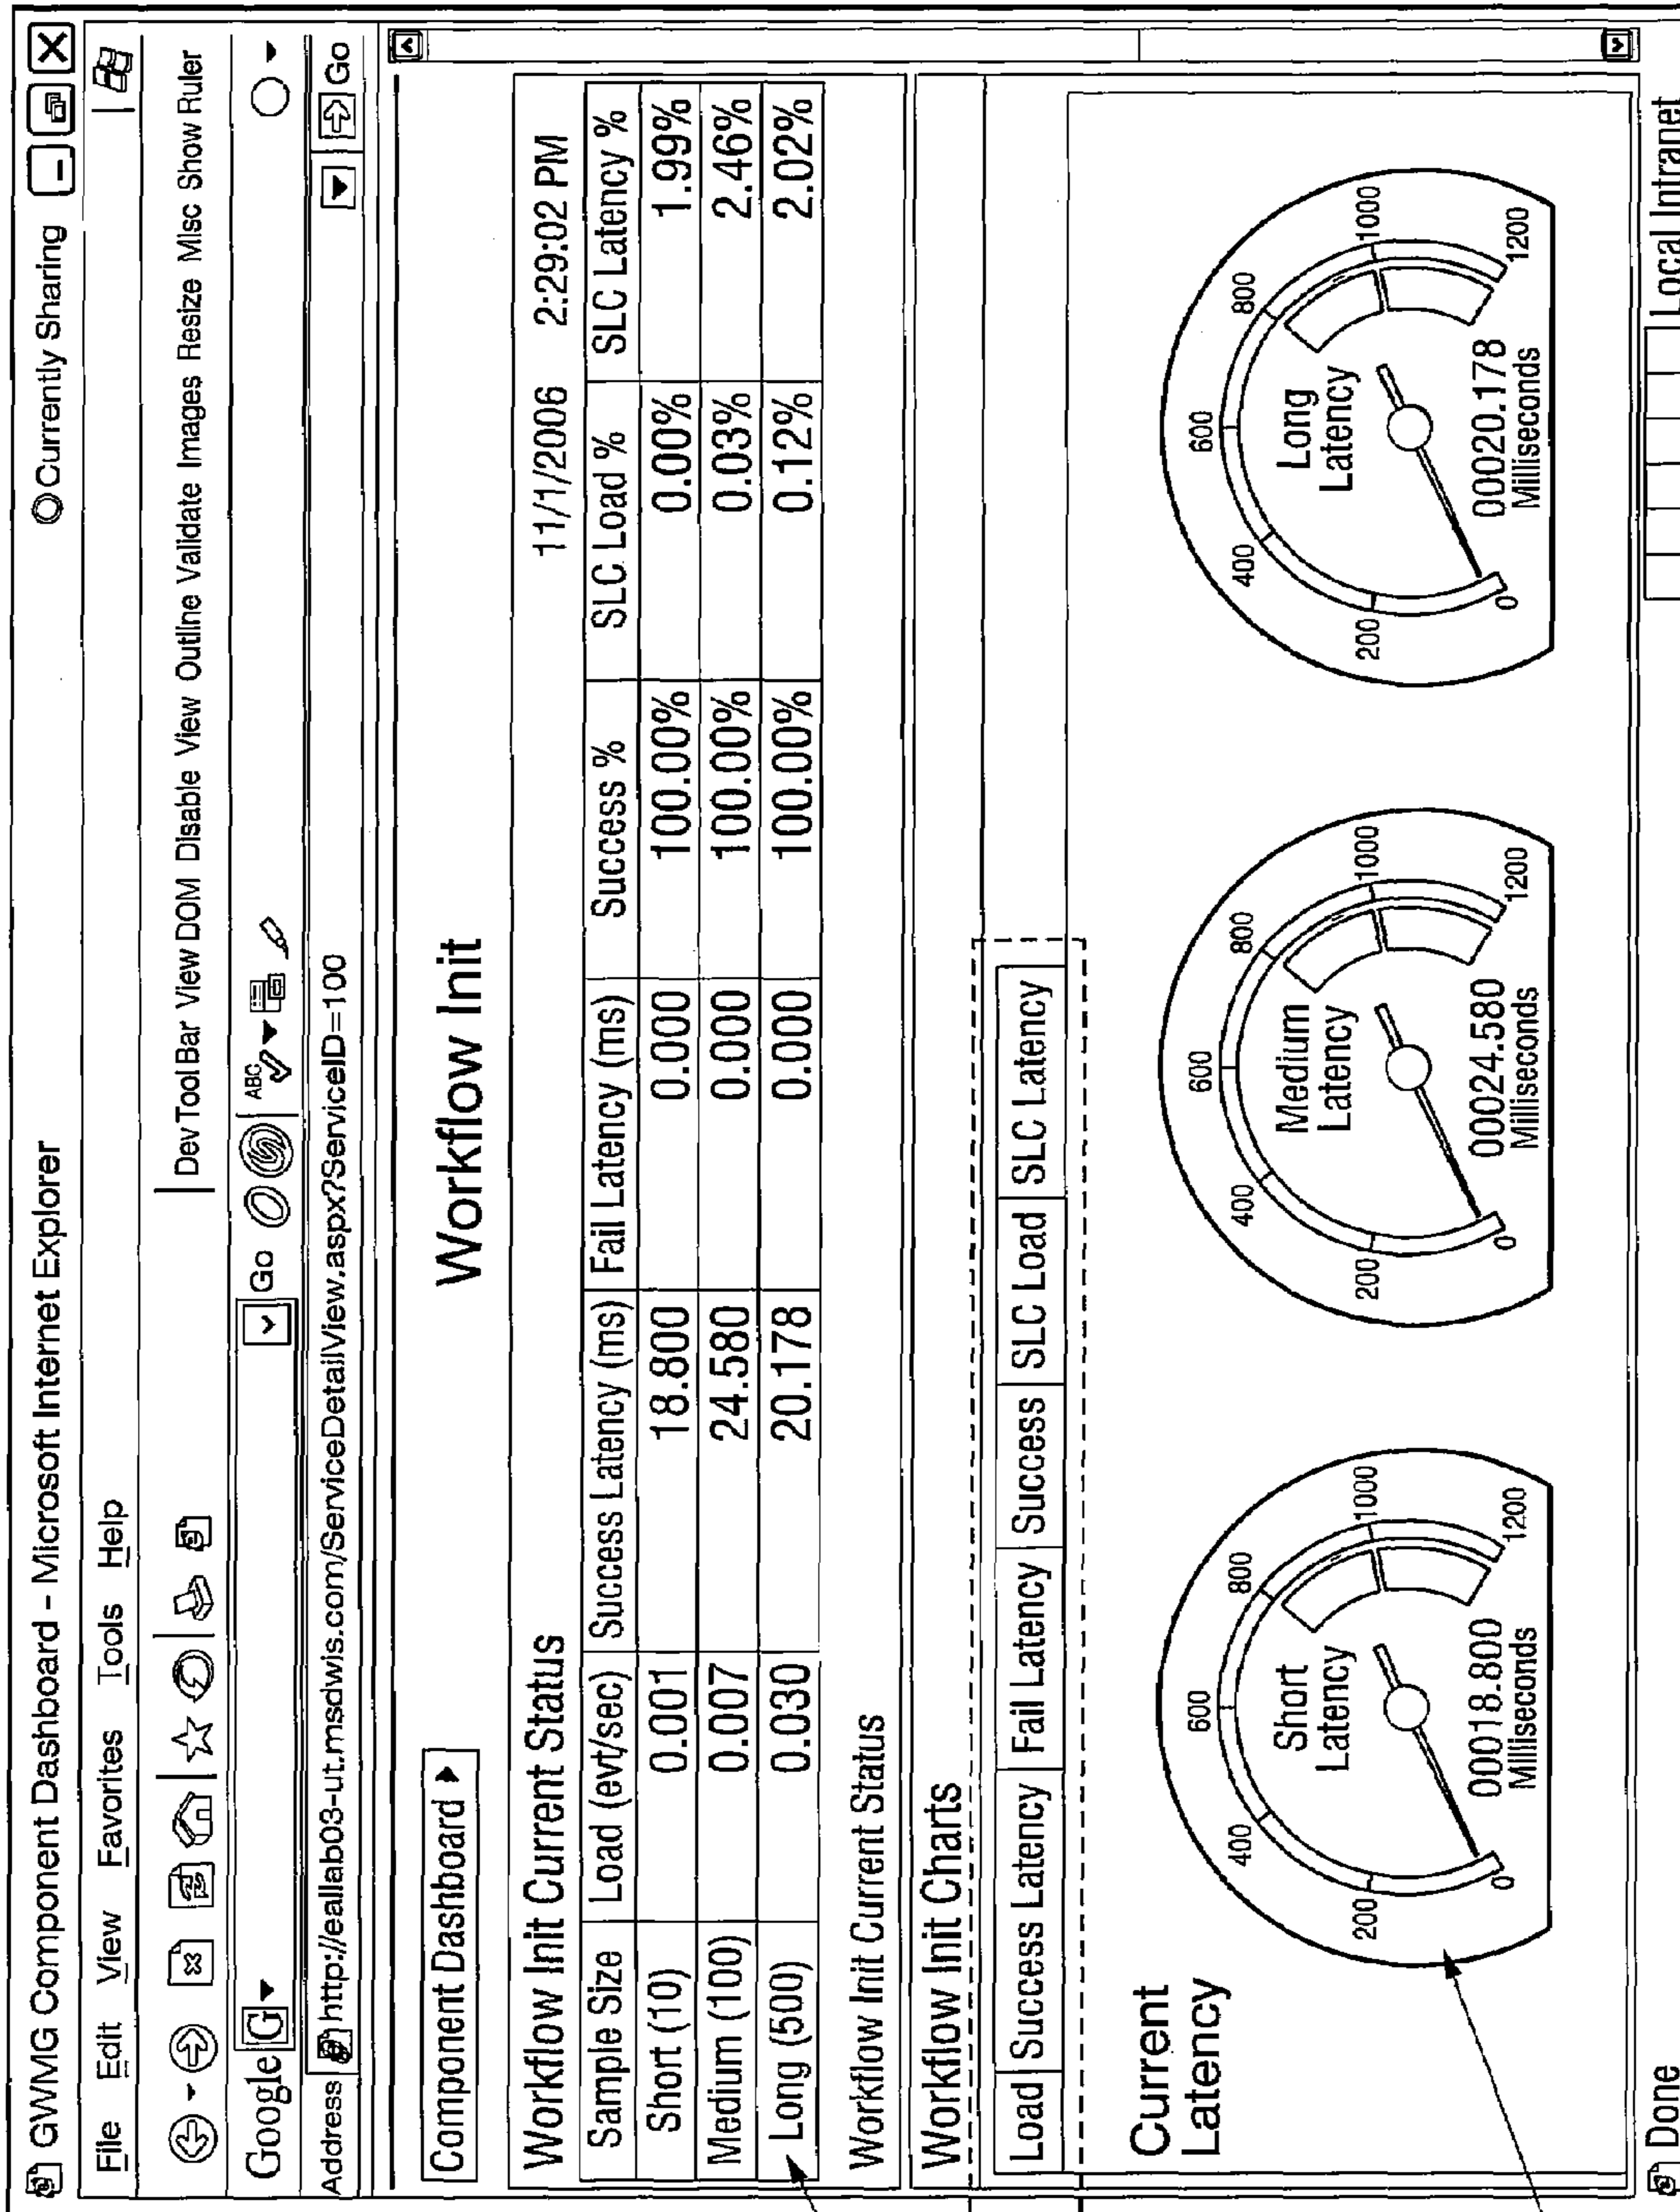 GWMG Component Dashboard - Microsoft Internet Explorer
Currently Sharing
File Edit View Favorites Tools Help
Dev ToolBar View DOM Disable View Outline Validate Images Resize Misc Show Ruler
Google G Go ABC
Address http://eallab03-ut.msdwis.com/ServiceDetailView.aspx?ServiceID=100 Go
Component Dashboard
Workflow Init
Workflow Init Current Status 11/1/2006 2:29:02 PM
Sample Size Load (evt/sec) Success Latency (ms) Fail Latency (ms) Success % SLC Load % SLC Latency %
Short (10) 0.001 18.800 0.000 100.00% 0.00% 1.99%
Medium (100) 0.007 24.580 0.000 100.00% 0.03% 2.46%
Long (500) 0.030 20.178 0.000 100.00% 0.12% 2.02%
Workflow Init Current Status
Workflow Init Charts
Load Success Latency Fail Latency Success SLC Load SLC Latency
Current
Latency
0 200 400 600 800 1000 1200
Short
Latency
00018.800
Milliseconds
0 200 400 600 800 1000 1200
Medium
Latency
00024.580
Milliseconds
0 200 400 600 800 1000 1200
Long
Latency
00020.178
Milliseconds
Done
Local Intranet